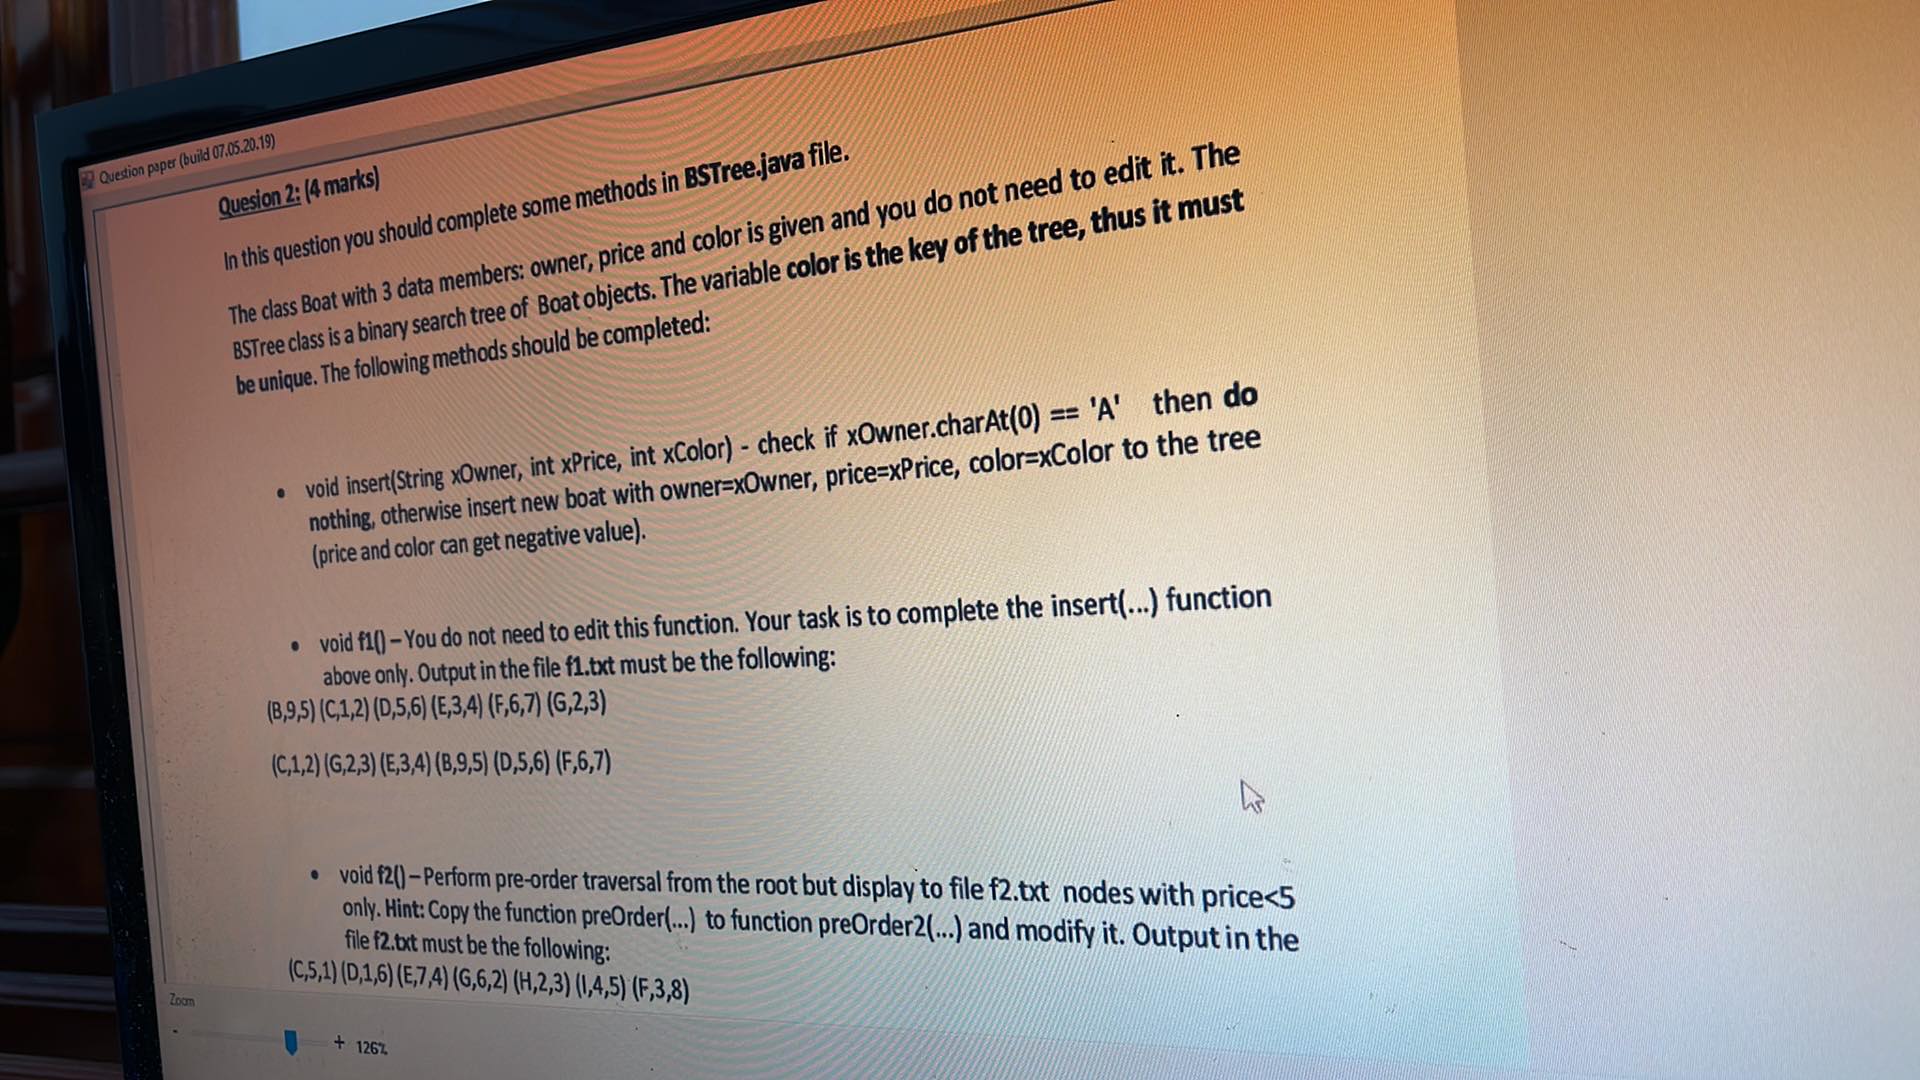 Question paper (build 07.05.20.19)
Quesion 2: (4 marks)
In this question you should complete some methods in BSTree.java file.
The class Boat with 3 data members: owner, price and color is given and you do not need to edit it. The
BSTree class is a binary search tree of Boat objects. The variable color is the key of the tree, thus it must
be unique. The following methods should be completed:
• void insert(String xOwner, int xPrice, int xColor) - check if xOwner.charAt(0) == 'A' then do
nothing, otherwise insert new boat with owner=xOwner, price=xPrice, color=xColor to the tree
(price and color can get negative value).
• void f1() – You do not need to edit this function. Your task is to complete the insert(...) function
above only. Output in the file f1.txt must be the following:
(B,9,5) (C,1,2) (D,5,6) (E,3,4) (F,6,7) (G,2,3)
(C,1,2) (G,2,3) (E,3,4) (B,9,5) (D,5,6) (F,6,7)
• void f2() – Perform pre-order traversal from the root but display to file f2.txt nodes with price<5
only. Hint: Copy the function preOrder(...) to function preOrder2(...) and modify it. Output in the
file f2.txt must be the following:
(C,5,1) (D,1,6) (E,7,4) (G,6,2) (H,2,3) (I,4,5) (F,3,8)
Zoom
- + 126%